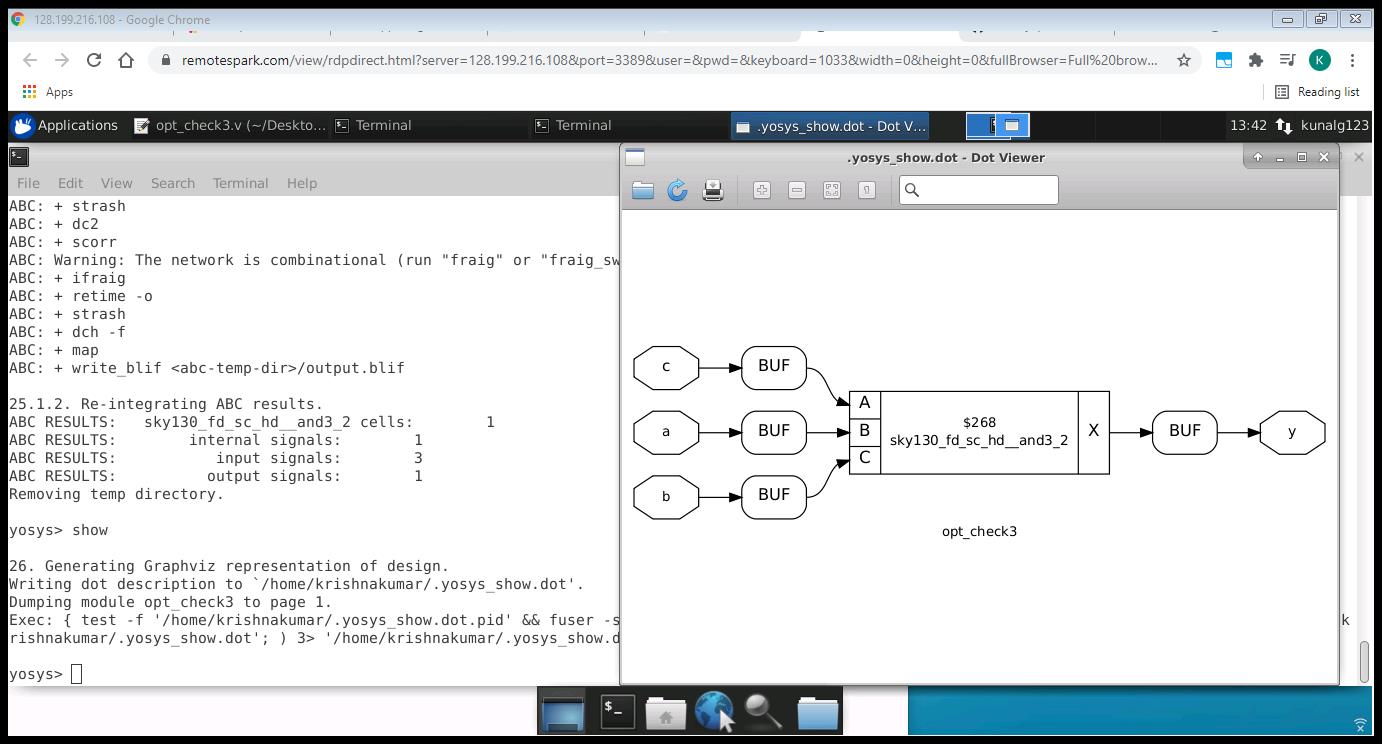 128.199.216.108 - Google Chrome
remotespark.com/view/rdpdirect.html?server=128.199.216.108&port=3389&user=&pwd=&keyboard=1033&width=0&height=0&fullBrowser=Full%20brow...
K
Apps
Reading list
Applications
opt_check3.v (~/Deskto...
Terminal
Terminal
.yosys_show.dot - Dot V...
13:42
kunalg123
.yosys_show.dot - Dot Viewer
File Edit View Search Terminal Help
ABC: + strash
ABC: + dc2
ABC: + scorr
ABC: Warning: The network is combinational (run "fraig" or "fraig_sw
ABC: + ifraig
ABC: + retime -o
ABC: + strash
ABC: + dch -f
ABC: + map
ABC: + write_blif <abc-temp-dir>/output.blif
25.1.2. Re-integrating ABC results.
ABC RESULTS:   sky130_fd_sc_hd__and3_2 cells:        1
ABC RESULTS:        internal signals:        1
ABC RESULTS:           input signals:        3
ABC RESULTS:          output signals:        1
Removing temp directory.
yosys> show
26. Generating Graphviz representation of design.
Writing dot description to `/home/krishnakumar/.yosys_show.dot'.
Dumping module opt_check3 to page 1.
Exec: { test -f '/home/krishnakumar/.yosys_show.dot.pid' && fuser -s
k
rishnakumar/.yosys_show.dot'; ) 3> '/home/krishnakumar/.yosys_show.d
yosys>
c
BUF
a
BUF
b
BUF
A
B
C
$268
sky130_fd_sc_hd__and3_2
X
BUF
y
opt_check3